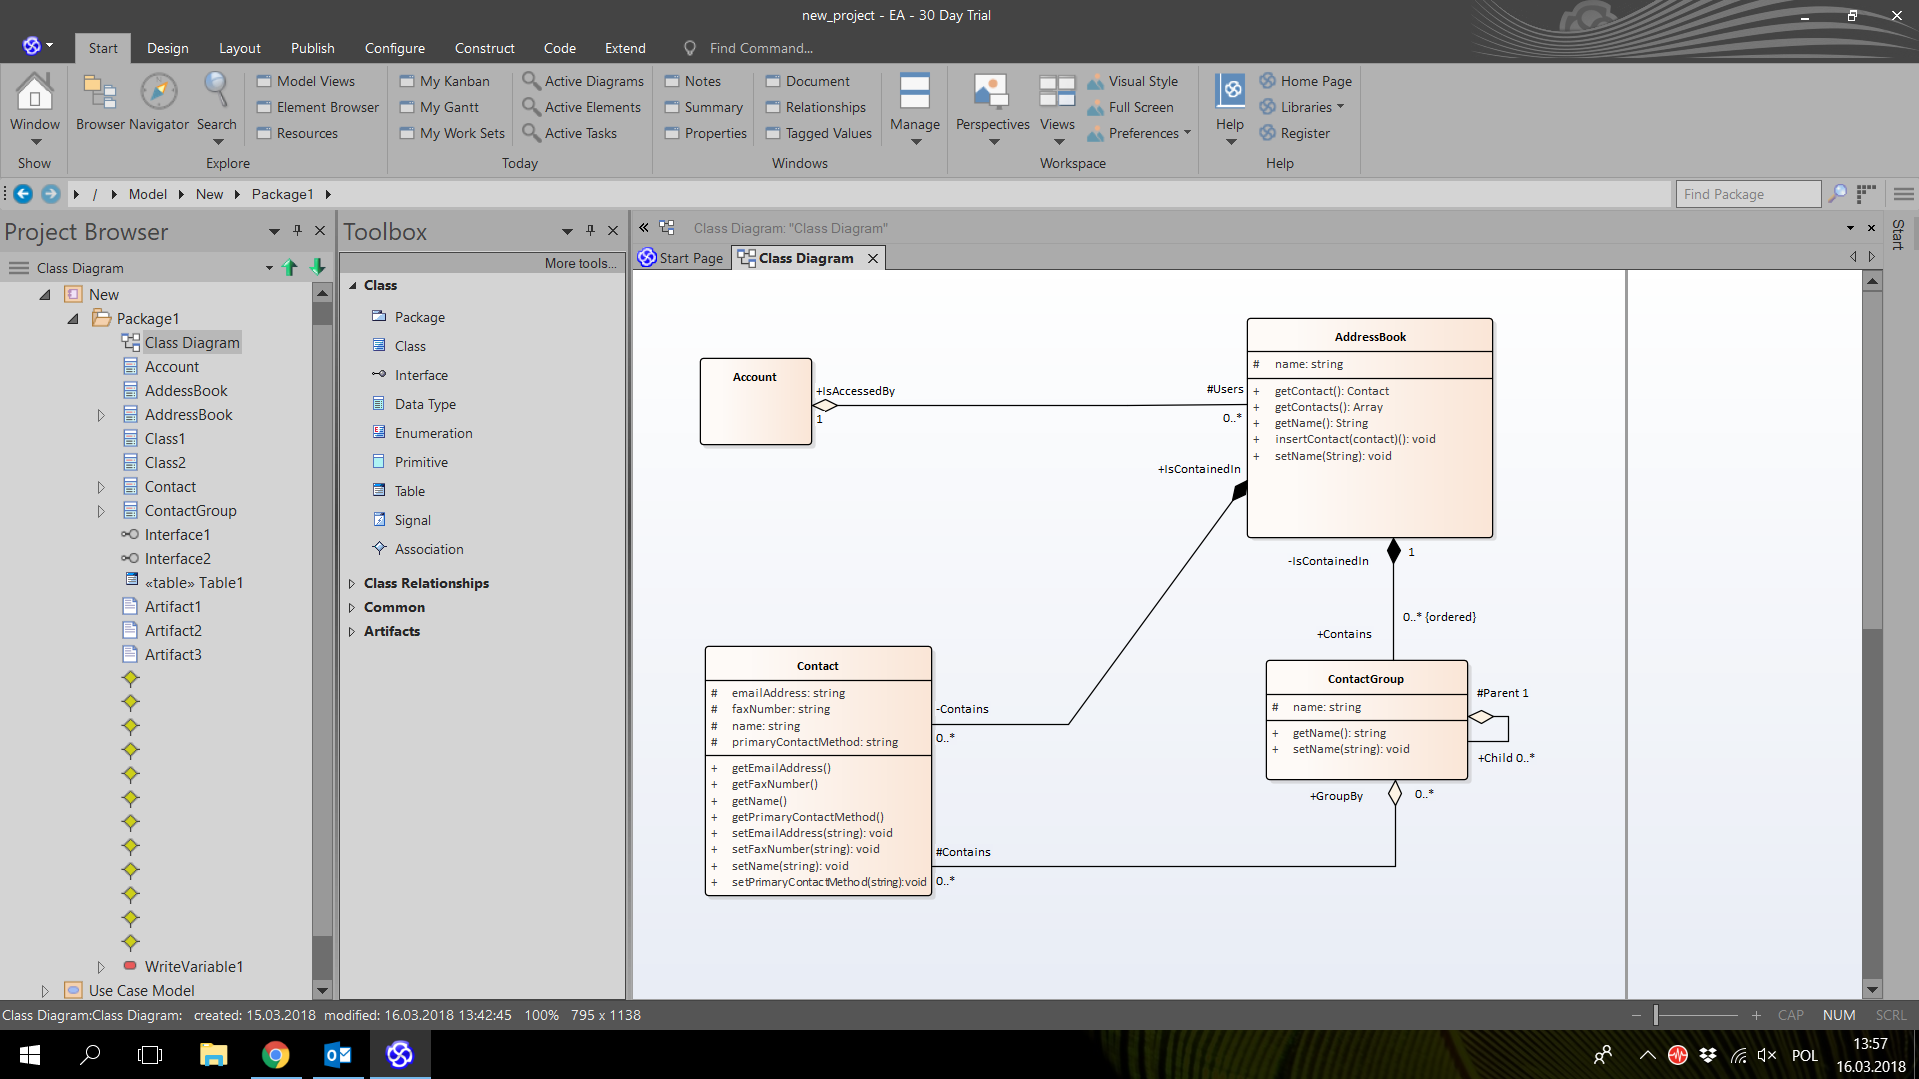 new_project - EA - 30 Day Trial
Start Design Layout Publish Configure Construct Code Extend Find Command...
Window
Show
Browser Navigator Search
Model Views
Element Browser
Resources
Explore
My Kanban
My Gantt
My Work Sets
Active Diagrams
Active Elements
Active Tasks
Today
Notes
Summary
Properties
Document
Relationships
Tagged Values
Windows
Manage
Perspectives Views
Visual Style
Full Screen
Preferences
Workspace
Help
Home Page
Libraries
Register
Help
/ Model New Package1
Find Package
Project Browser
Class Diagram
New
Package1
Class Diagram
Account
AddessBook
AddressBook
Class1
Class2
Contact
ContactGroup
Interface1
Interface2
«table» Table1
Artifact1
Artifact2
Artifact3
WriteVariable1
Use Case Model
Toolbox
More tools...
Class
Package
Class
Interface
Data Type
Enumeration
Primitive
Table
Signal
Association
Class Relationships
Common
Artifacts
Class Diagram: "Class Diagram"
Start Page
Class Diagram
Start
Account
+IsAccessedBy
1
#Users
0..*
AddressBook
# name: string
+ getContact(): Contact
+ getContacts(): Array
+ getName(): String
+ insertContact(contact)(): void
+ setName(String): void
+IsContainedIn
-IsContainedIn
1
0..* {ordered}
+Contains
Contact
# emailAddress: string
# faxNumber: string
# name: string
# primaryContactMethod: string
+ getEmailAddress()
+ getFaxNumber()
+ getName()
+ getPrimaryContactMethod()
+ setEmailAddress(string): void
+ setFaxNumber(string): void
+ setName(string): void
+ setPrimaryContactMethod(string):void
-Contains
0..*
#Contains
0..*
ContactGroup
# name: string
+ getName(): string
+ setName(string): void
#Parent 1
+Child 0..*
+GroupBy
0..*
Class Diagram:Class Diagram: created: 15.03.2018 modified: 16.03.2018 13:42:45 100% 795 x 1138
CAP NUM SCRL
POL
13:57
16.03.2018